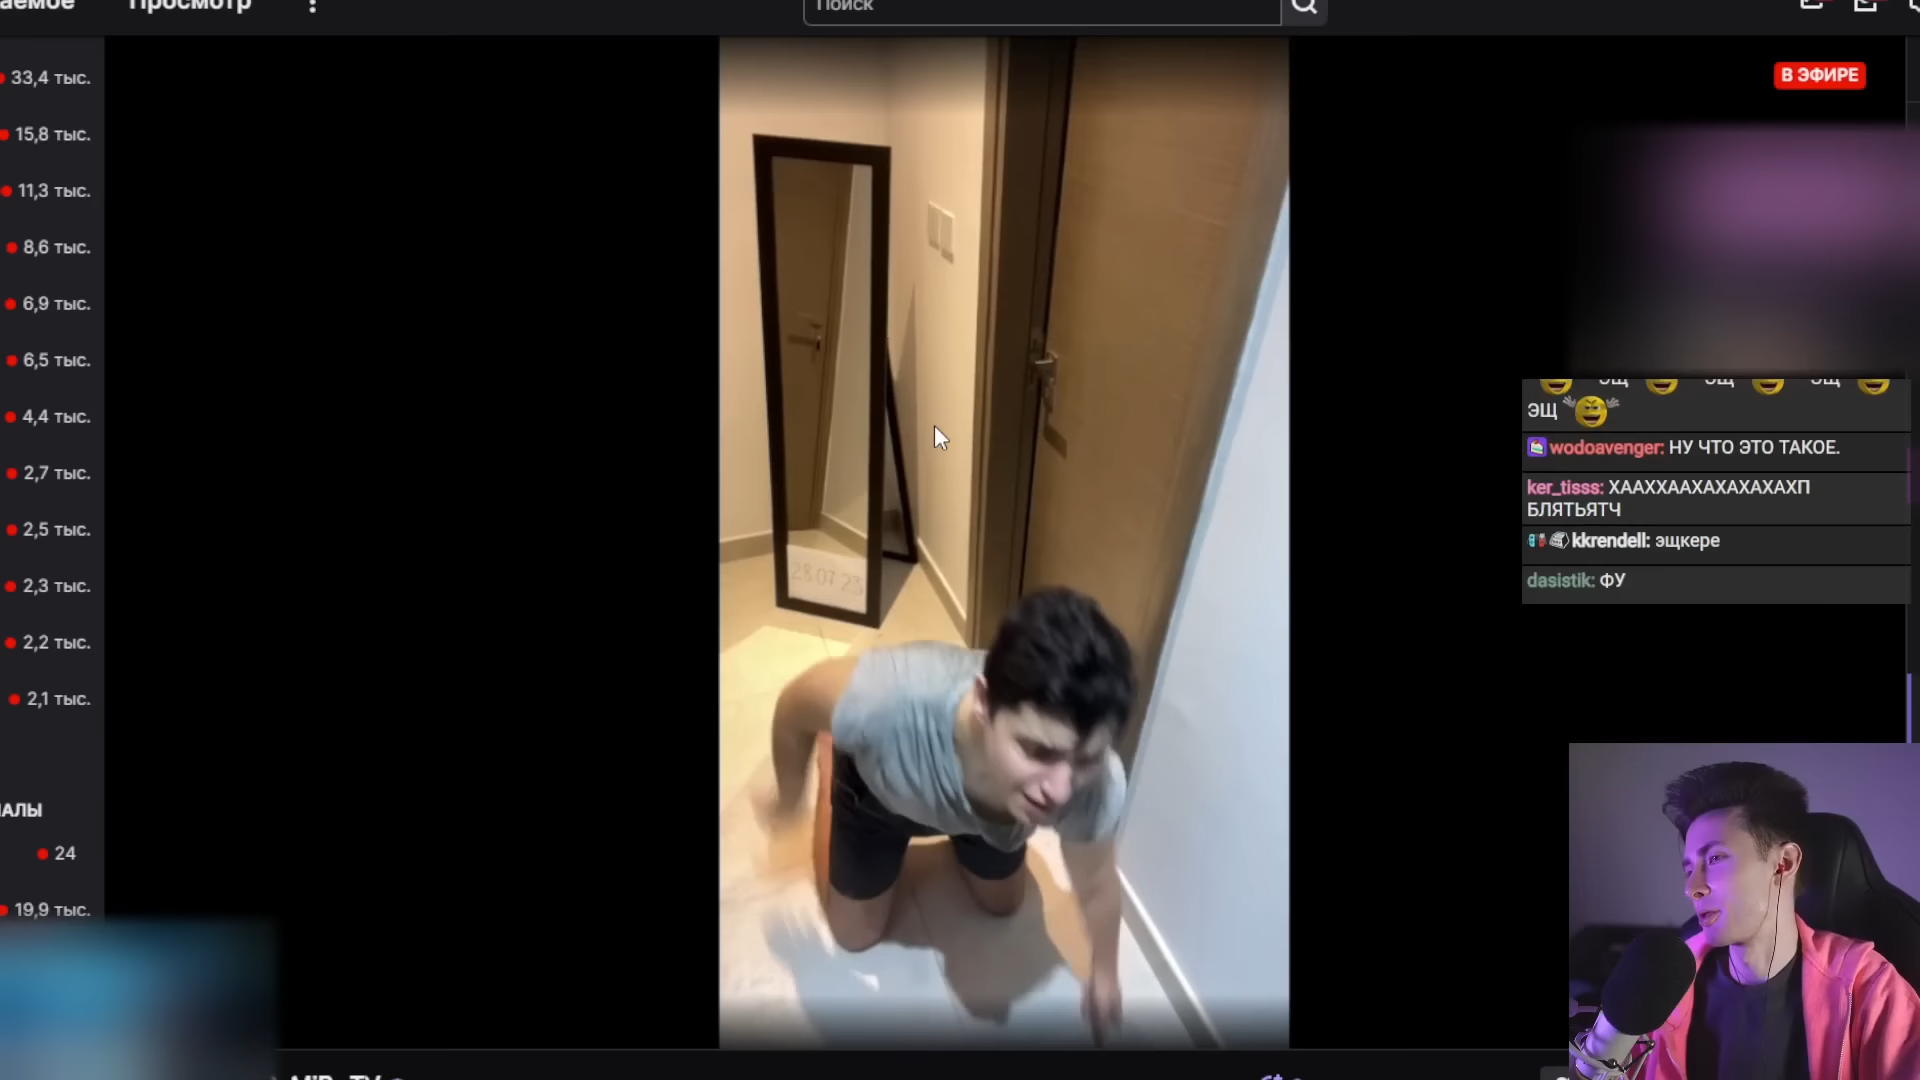 Просмотр
Поиск
33,4 тыс.
15,8 тыс.
11,3 тыс.
8,6 тыс.
6,9 тыс.
6,5 тыс.
4,4 тыс.
2,7 тыс.
2,5 тыс.
2,3 тыс.
2,2 тыс.
2,1 тыс.
24
19,9 тыс.
28.07 23
В ЭФИРЕ
ЭЩ ЭЩ ЭЩ
ЭЩ
wodoavenger: НУ ЧТО ЭТО ТАКОЕ.
ker_tisss: ХААХХААХАХАХАХАХП
БЛЯТЬЯТЧ
kkrendell: эщкере
dasistik: ФУ